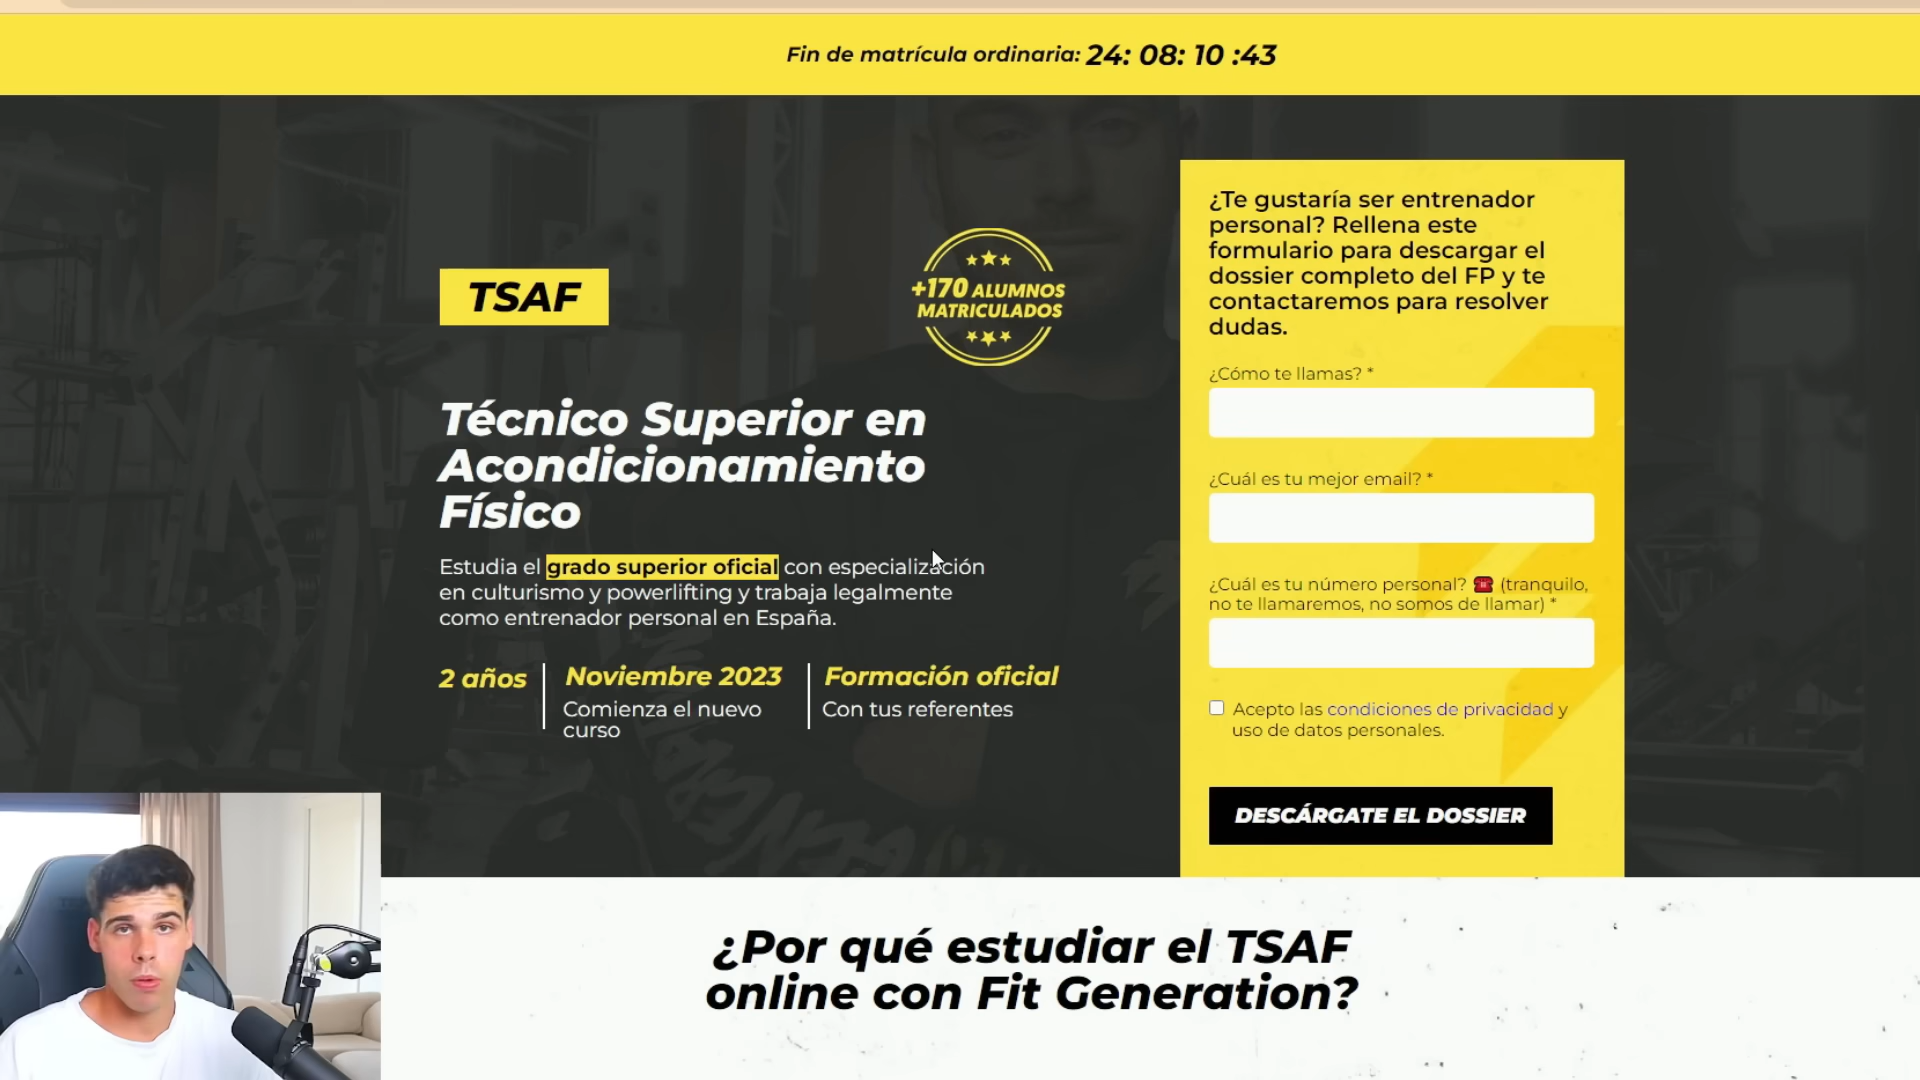 Fin de matrícula ordinaria: 24: 08: 10 :43
TSAF
+170 ALUMNOS
MATRICULADOS
Técnico Superior en
Acondicionamiento
Físico
Estudia el grado superior oficial con especialización
en culturismo y powerlifting y trabaja legalmente
como entrenador personal en España.
2 años
Noviembre 2023
Comienza el nuevo
curso
Formación oficial
Con tus referentes
¿Te gustaría ser entrenador
personal? Rellena este
formulario para descargar el
dossier completo del FP y te
contactaremos para resolver
dudas.
¿Cómo te llamas? *
¿Cuál es tu mejor email? *
¿Cuál es tu número personal? ☎️ (tranquilo,
no te llamaremos, no somos de llamar) *
Acepto las condiciones de privacidad y
uso de datos personales.
DESCÁRGATE EL DOSSIER
¿Por qué estudiar el TSAF
online con Fit Generation?